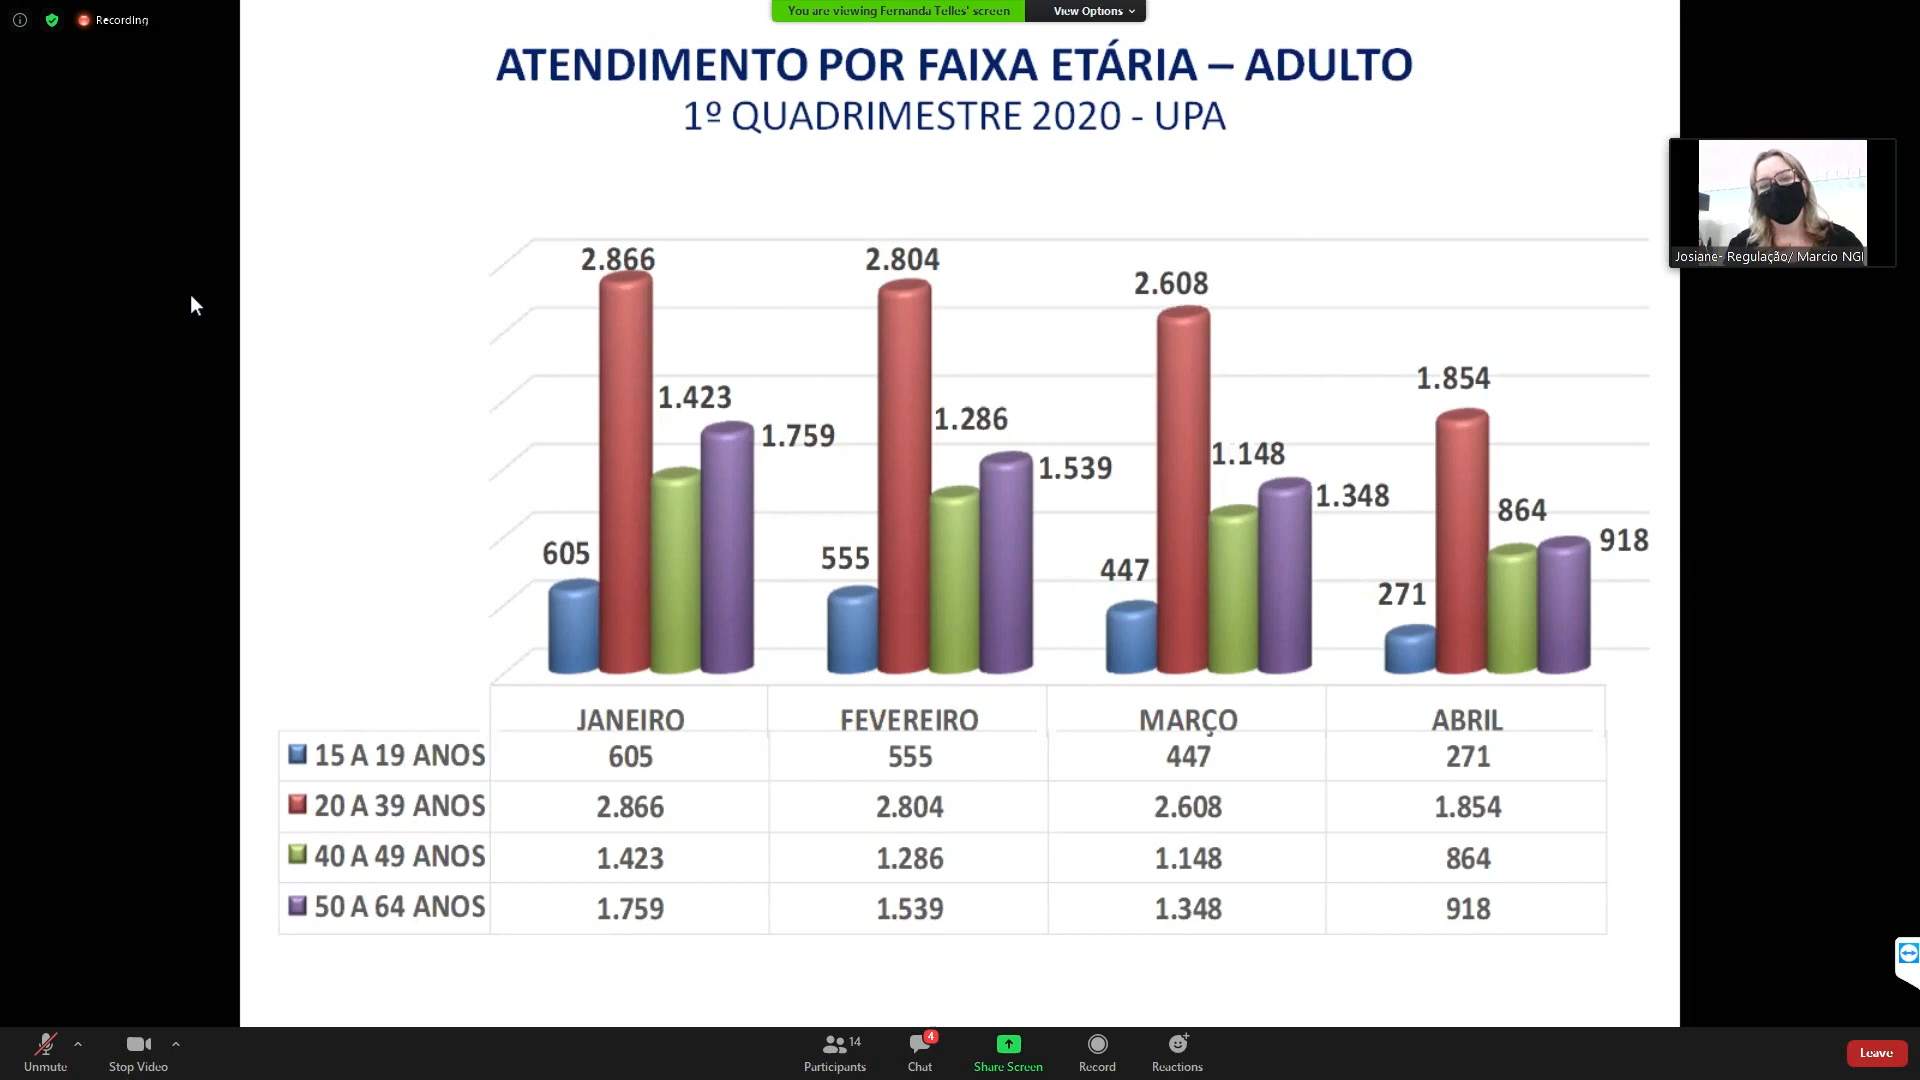 Recording
You are viewing Fernanda Telles' screen
View Options
ATENDIMENTO POR FAIXA ETÁRIA – ADULTO
1º QUADRIMESTRE 2020 - UPA
Josiane- Regulação/ Marcio NGI
2.866
2.804
2.608
1.854
1.423
1.759
1.286
1.539
1.148
1.348
864
918
605
555
447
271
JANEIRO FEVEREIRO MARÇO ABRIL
15 A 19 ANOS 605 555 447 271
20 A 39 ANOS 2.866 2.804 2.608 1.854
40 A 49 ANOS 1.423 1.286 1.148 864
50 A 64 ANOS 1.759 1.539 1.348 918
Unmute
Stop Video
14
Participants
4
Chat
Share Screen
Record
Reactions
Leave